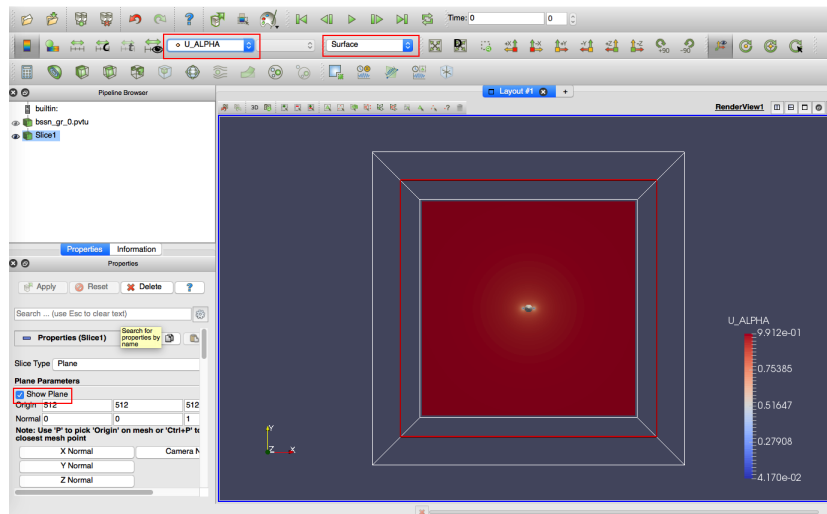 Time: 0 0
U_ALPHA Surface
+90 -90
Pipeline Browser
Layout #1 +
builtin:
bssn_gr_0.pvtu
Slice1
3D
RenderView1
Properties Information
Properties
Apply Reset Delete ?
Search ... (use Esc to clear text)
Properties (Slice1)
Search for
properties by
name
Slice Type Plane
Plane Parameters
Show Plane
Origin 512 512 512
Normal 0 0 1
Note: Use 'P' to pick 'Origin' on mesh or 'Ctrl+P' to
closest mesh point
X Normal Camera N
Y Normal
Z Normal
U_ALPHA
9.912e-01
0.75385
0.51647
0.27908
4.170e-02
Y
Z X